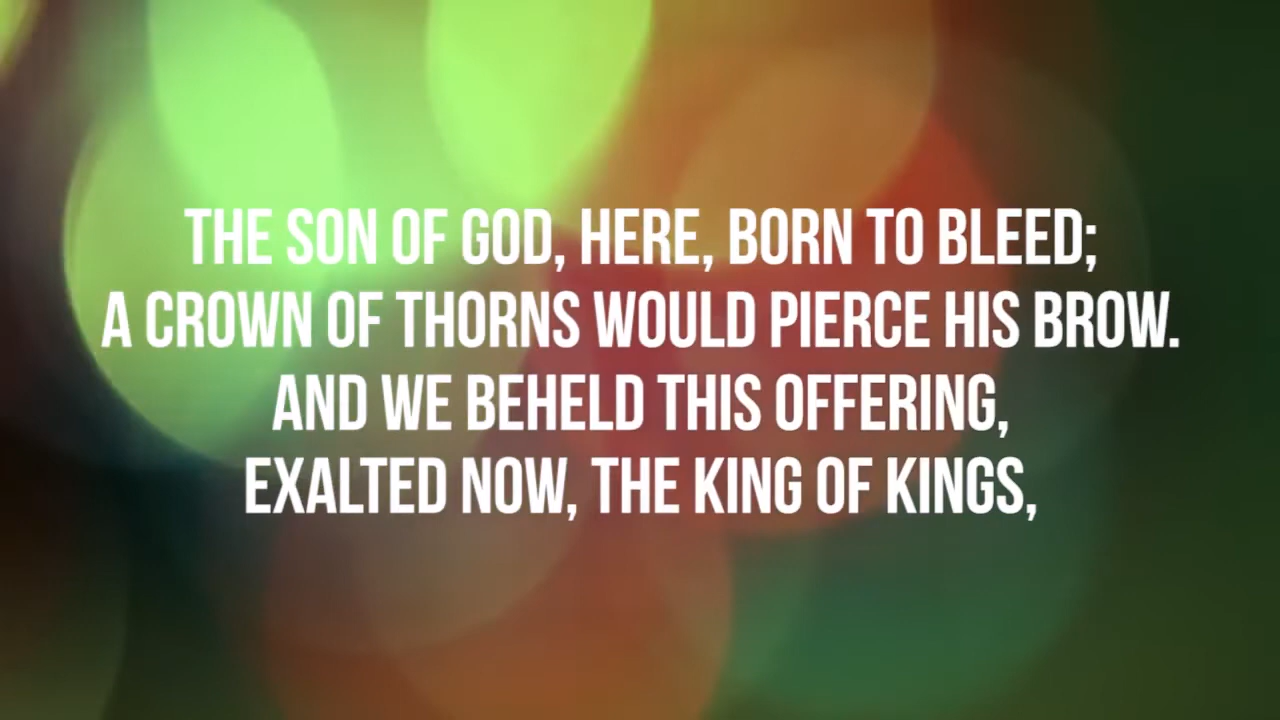 THE SON OF GOD, HERE, BORN TO BLEED;
A CROWN OF THORNS WOULD PIERCE HIS BROW.
AND WE BEHELD THIS OFFERING,
EXALTED NOW, THE KING OF KINGS,